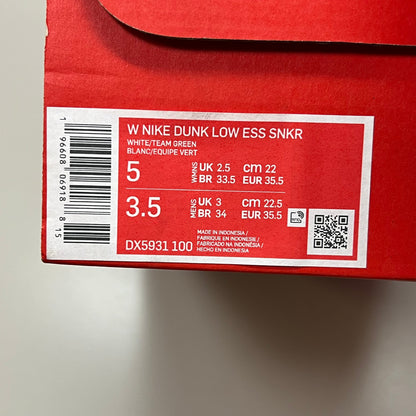 W NIKE DUNK LOW ESS SNKR
WHITE/TEAM GREEN
BLANC/EQUIPE VERT
5 WMNS UK 2.5 cm 22
BR 33.5 EUR 35.5
3.5 MENS UK 3 cm 22.5
BR 34 EUR 35.5
DX5931 100
MADE IN INDONESIA/
FABRIQUE EN INDONESIE/
FABRICADO NA INDONÉSIA/
HECHO EN INDONESIA
1 96608 06918 8 15